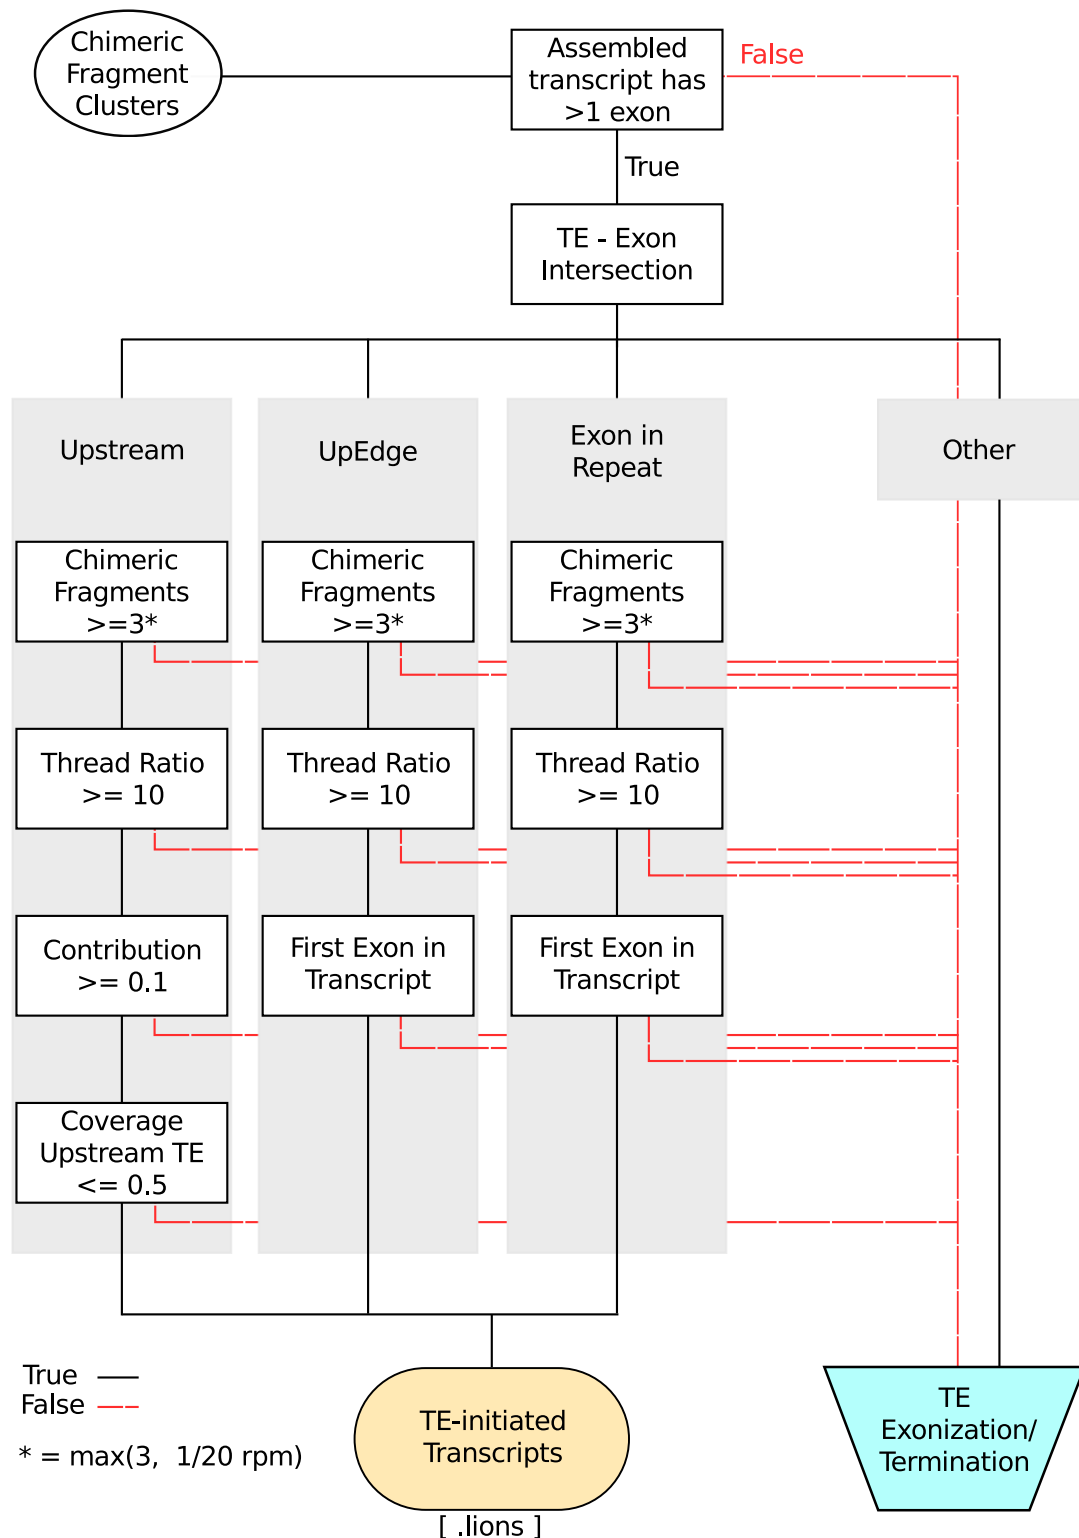 Chimeric
Fragment
Clusters
Assembled
transcript has
>1 exon
False
True
TE - Exon
Intersection
Upstream
UpEdge
Exon in
Repeat
Other
Chimeric
Fragments
>=3*
Chimeric
Fragments
>=3*
Chimeric
Fragments
>=3*
Thread Ratio
>= 10
Thread Ratio
>= 10
Thread Ratio
>= 10
Contribution
>= 0.1
First Exon in
Transcript
First Exon in
Transcript
Coverage
Upstream TE
<= 0.5
True
False
* = max(3,  1/20 rpm)
TE-initiated
Transcripts
[ .lions ]
TE
Exonization/
Termination